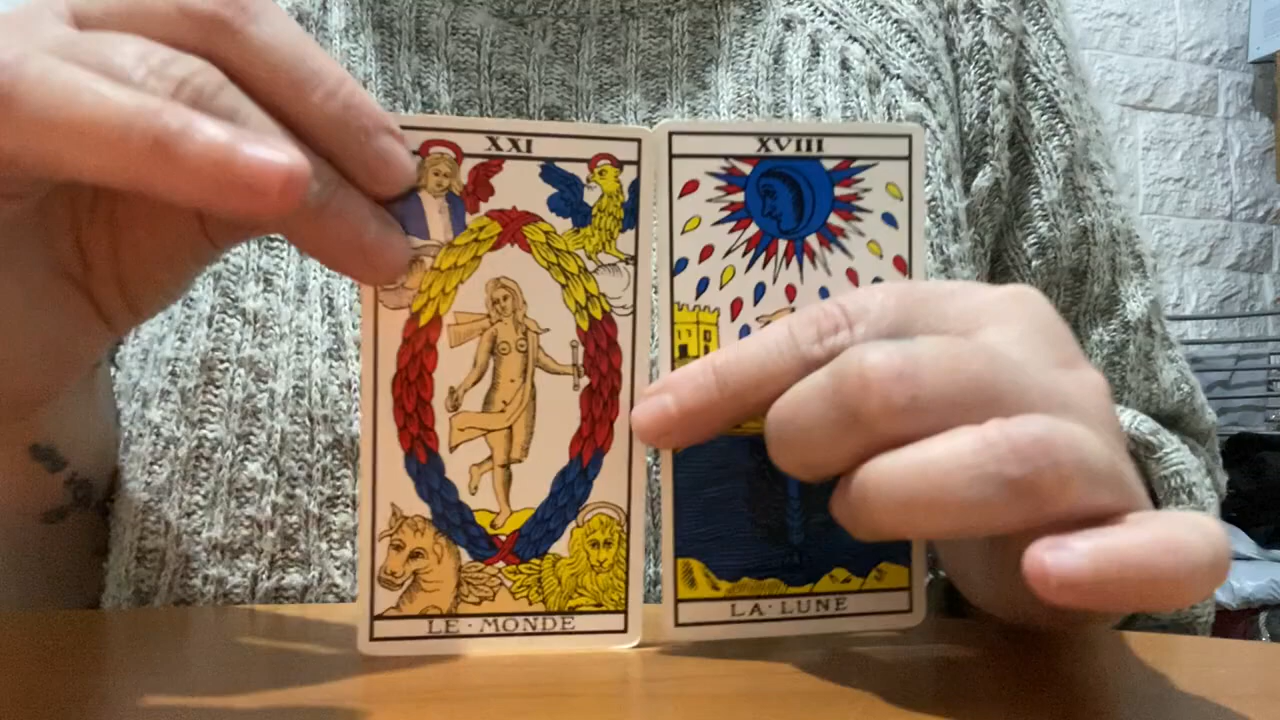 XXI
LE · MONDE
XVIII
LA · LUNE